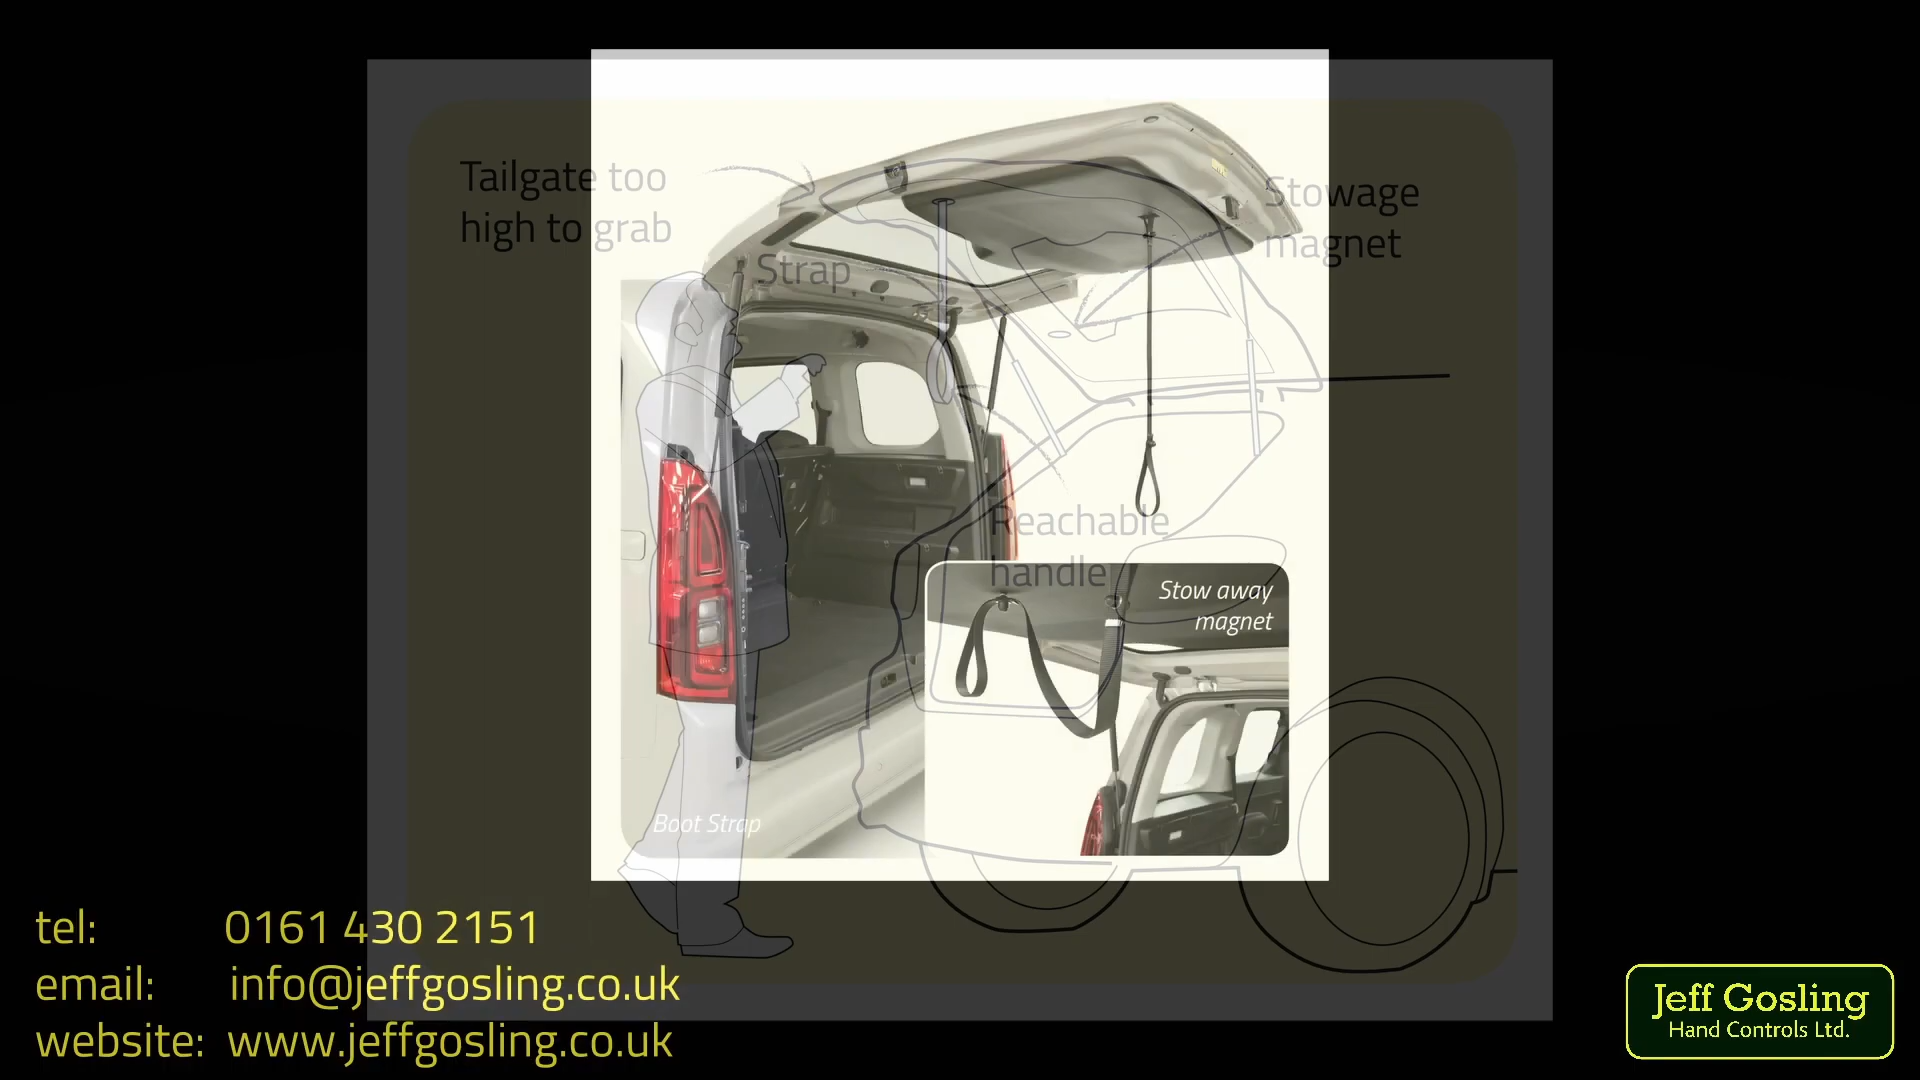 Tailgate too
high to grab
Strap
Stowage
magnet
Reachable
handle
Stow away
magnet
Boot Strap
tel: 0161 430 2151
email: info@jeffgosling.co.uk
website: www.jeffgosling.co.uk
Jeff Gosling
Hand Controls Ltd.